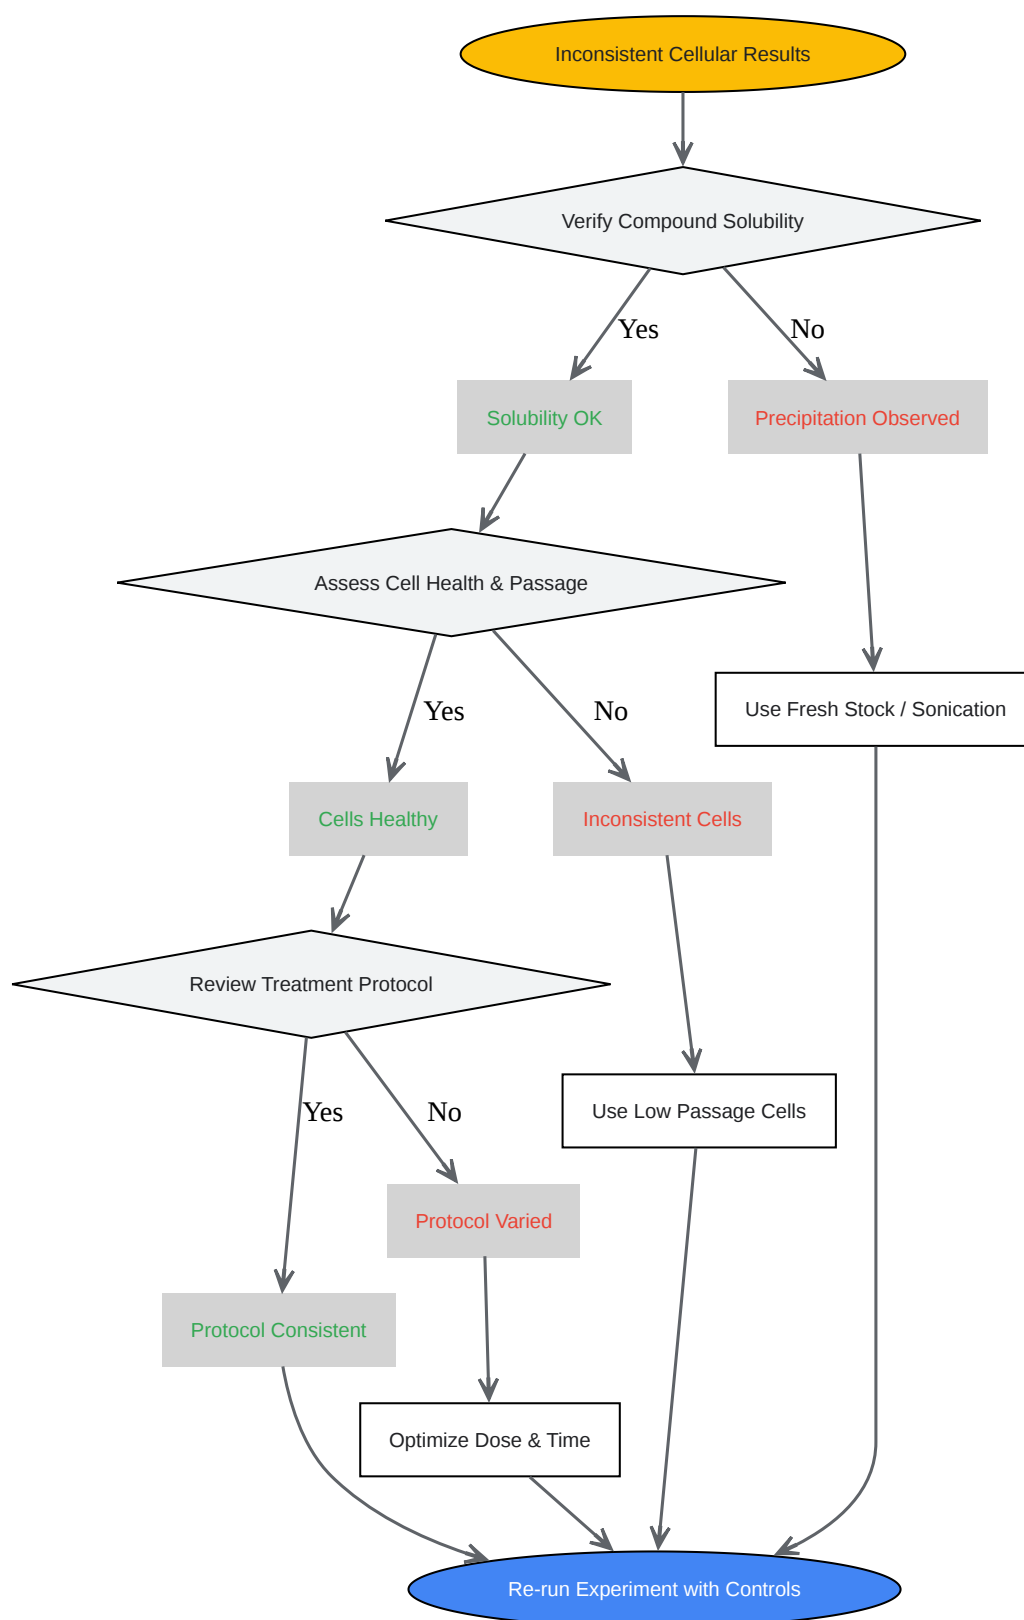 Inconsistent Cellular Results
Verify Compound Solubility
Yes
No
Solubility OK
Precipitation Observed
Assess Cell Health & Passage
Use Fresh Stock / Sonication
Yes
No
Cells Healthy
Inconsistent Cells
Review Treatment Protocol
Yes
No
Use Low Passage Cells
Protocol Varied
Protocol Consistent
Optimize Dose & Time
Re-run Experiment with Controls